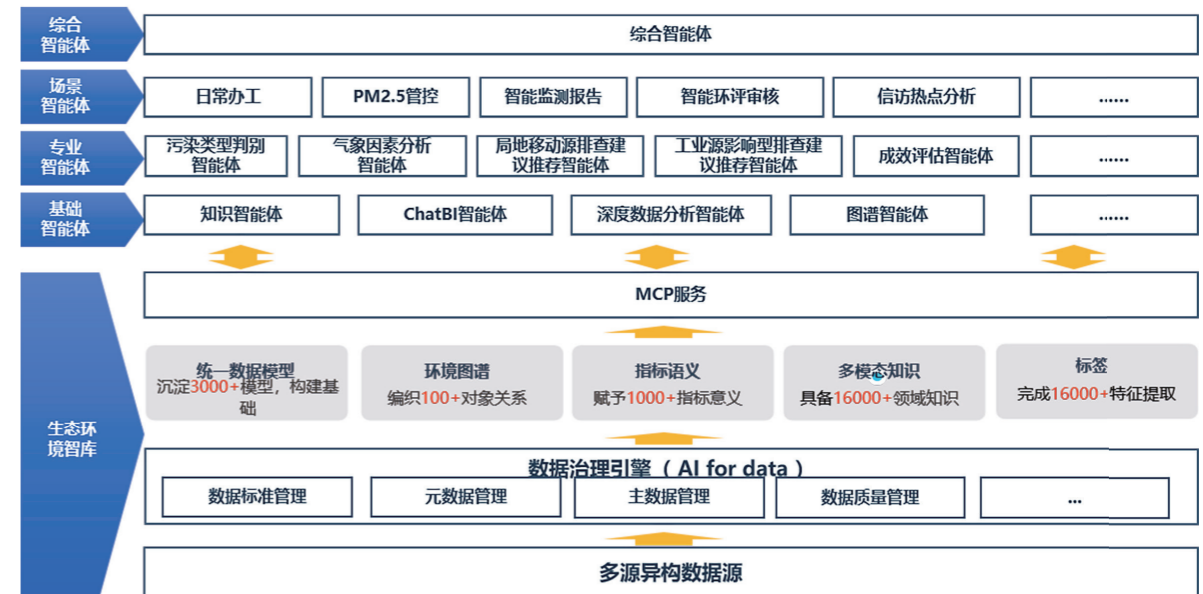 综合
智能体
综合智能体
场景
智能体
日常办工
PM2.5管控
智能监测报告
智能环评审核
信访热点分析
......
专业
智能体
污染类型判别
智能体
气象因素分析
智能体
局地移动源排查建
议推荐智能体
工业源影响型排查建
议推荐智能体
成效评估智能体
......
基础
智能体
知识智能体
ChatBI智能体
深度数据分析智能体
图谱智能体
......
生态环
境智库
MCP服务
统一数据模型
沉淀3000+模型，构建基
础
环境图谱
编织100+对象关系
指标语义
赋予1000+指标意义
多模态知识
具备16000+领域知识
标签
完成16000+特征提取
数据治理引擎（ AI for data ）
数据标准管理
元数据管理
主数据管理
数据质量管理
...
多源异构数据源